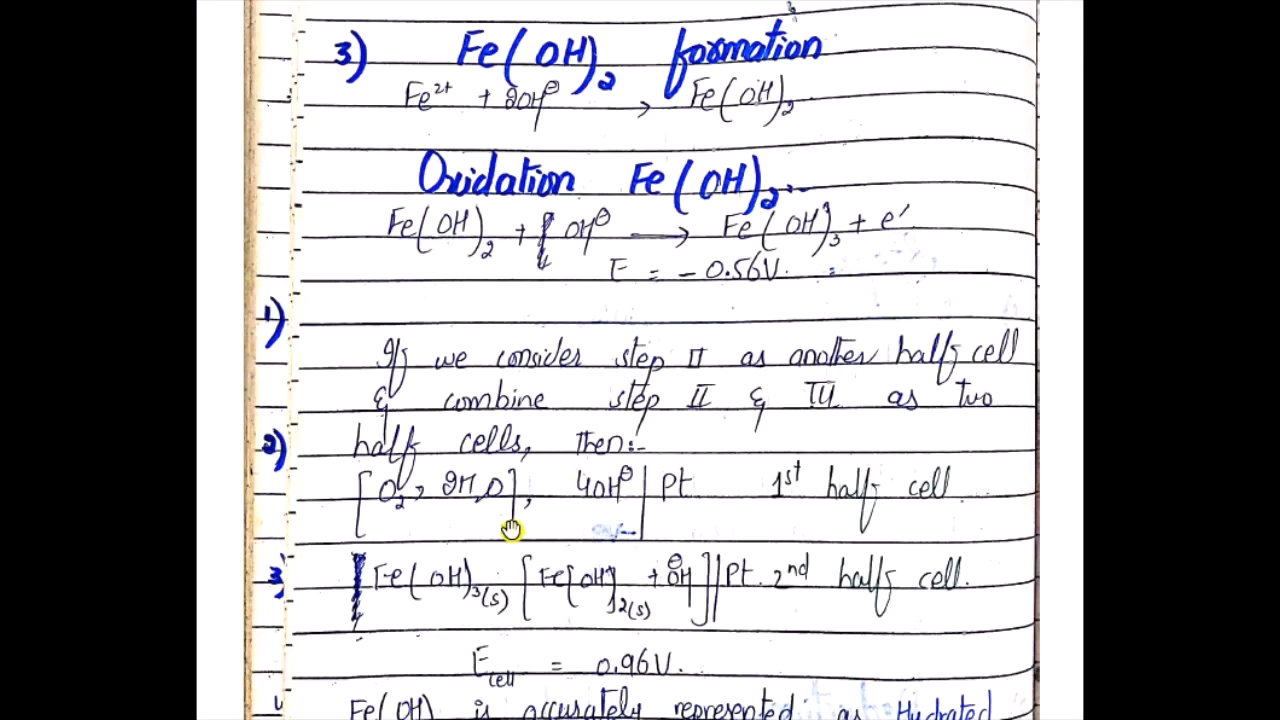 3) Fe(OH)₂ formation
Fe²⁺ + 2OH⊖ → Fe(OH)₂
Oxidation Fe(OH)₂
Fe(OH)₂ + OH⊖ → Fe(OH)₃ + e⁻
E = - 0.56V.
1)
If we consider step II as another half cell
& combine step II & III as two
2) half cells, then:-
[O₂, 2H₂O], 4OH⊖ | Pt 1st half cell
3) Fe(OH)₃(s) [Fe(OH)₂(s) + OH⊖] | Pt 2nd half cell.
Ecell = 0.96V.
Fe(OH) is accurately represented as Hydrated